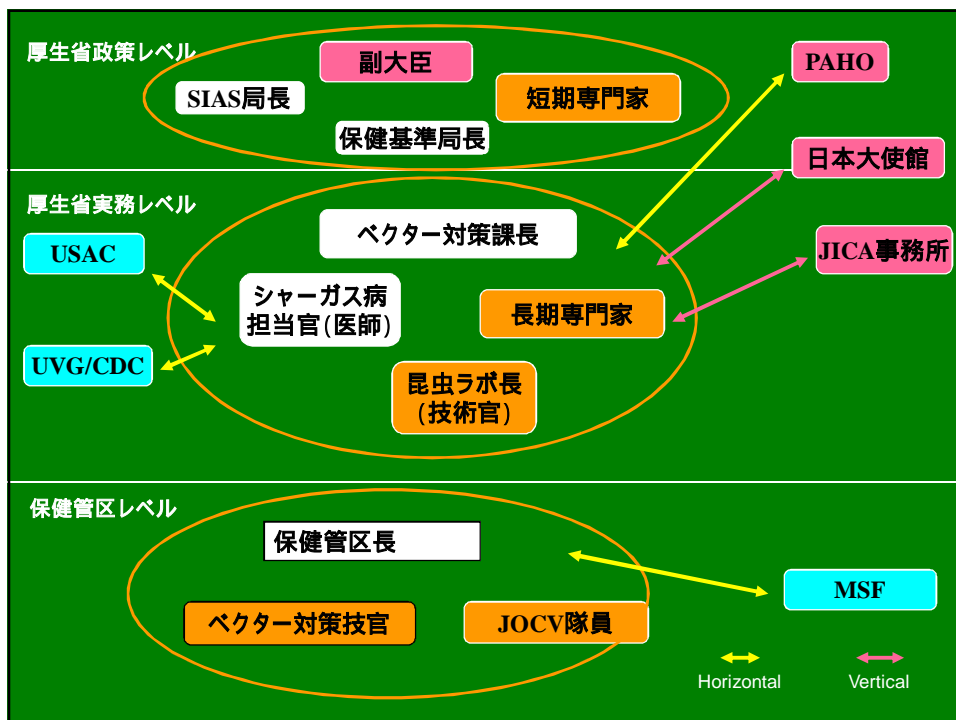 厚生省政策レベル
副大臣
PAHO
SIAS局長
短期専門家
保健基準局長
日本大使館
厚生省実務レベル
ベクター対策課長
USAC
JICA事務所
シャーガス病
担当官(医師)
長期専門家
UVG/CDC
昆虫ラボ長
(技術官)
保健管区レベル
保健管区長
MSF
ベクター対策技官
JOCV隊員
Horizontal
Vertical